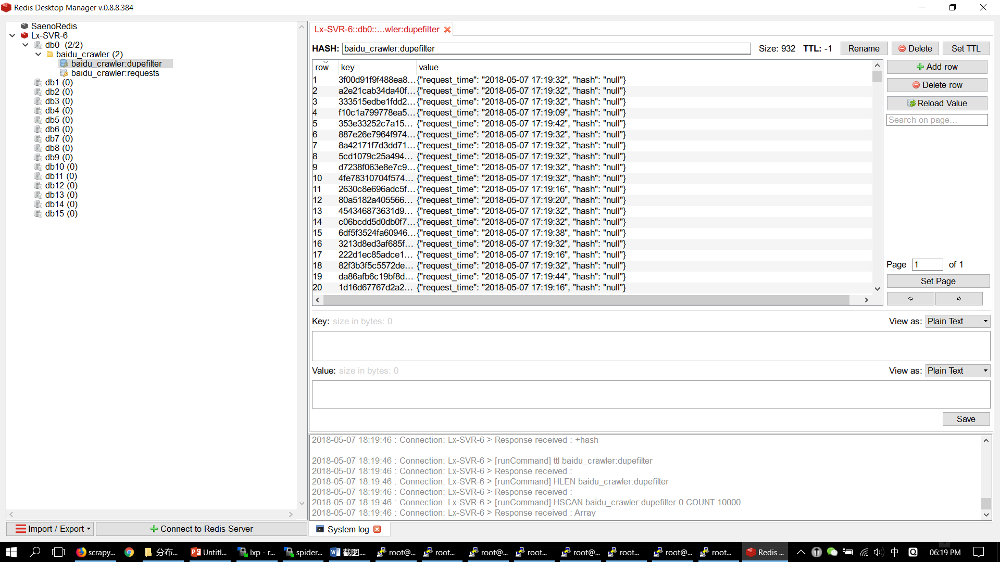 Redis Desktop Manager v.0.8.8.384
SaenoRedis
Lx-SVR-6
db0 (2/2)
baidu_crawler (2)
baidu_crawler:dupefilter
baidu_crawler:requests
db1 (0)
db2 (0)
db3 (0)
db4 (0)
db5 (0)
db6 (0)
db7 (0)
db8 (0)
db9 (0)
db10 (0)
db11 (0)
db12 (0)
db13 (0)
db14 (0)
db15 (0)
Import / Export
Connect to Redis Server
Lx-SVR-6::db0::...wler:dupefilter
HASH: baidu_crawler:dupefilter Size: 932 TTL: -1 Rename Delete Set TTL
row key value
1 3f00d91f9f488ea8... {"request_time": "2018-05-07 17:19:32", "hash": "null"}
2 a2e21cab34da40f... {"request_time": "2018-05-07 17:19:32", "hash": "null"}
3 333515edbe1fdd2... {"request_time": "2018-05-07 17:19:32", "hash": "null"}
4 f10c1a799778ea5... {"request_time": "2018-05-07 17:19:09", "hash": "null"}
5 353e33252c7a15... {"request_time": "2018-05-07 17:19:42", "hash": "null"}
6 887e26e7964f974... {"request_time": "2018-05-07 17:19:32", "hash": "null"}
7 8a42171f7d3dd71... {"request_time": "2018-05-07 17:19:32", "hash": "null"}
8 5cd1079c25a494... {"request_time": "2018-05-07 17:19:32", "hash": "null"}
9 d7238f063e8e7c9... {"request_time": "2018-05-07 17:19:32", "hash": "null"}
10 4fe78310704f574... {"request_time": "2018-05-07 17:19:32", "hash": "null"}
11 2630c8e696adc5f... {"request_time": "2018-05-07 17:19:16", "hash": "null"}
12 80a5182a405566... {"request_time": "2018-05-07 17:19:20", "hash": "null"}
13 454346873631d9... {"request_time": "2018-05-07 17:19:32", "hash": "null"}
14 c06bcdd5d0db0f7... {"request_time": "2018-05-07 17:19:32", "hash": "null"}
15 6df5f3524fa60946... {"request_time": "2018-05-07 17:19:38", "hash": "null"}
16 3213d8ed3af685f... {"request_time": "2018-05-07 17:19:32", "hash": "null"}
17 222d1ec85adce1... {"request_time": "2018-05-07 17:19:16", "hash": "null"}
18 82f3b3f5c5572de... {"request_time": "2018-05-07 17:19:32", "hash": "null"}
19 da86afb6c19bf8d... {"request_time": "2018-05-07 17:19:44", "hash": "null"}
20 1d16d67767d2a2... {"request_time": "2018-05-07 17:19:16", "hash": "null"}
Add row
Delete row
Reload Value
Search on page...
Page 1 of 1
Set Page
Key: size in bytes: 0 View as: Plain Text
Value: size in bytes: 0 View as: Plain Text
Save
2018-05-07 18:19:46 : Connection: Lx-SVR-6 > Response received : +hash
2018-05-07 18:19:46 : Connection: Lx-SVR-6 > [runCommand] ttl baidu_crawler:dupefilter
2018-05-07 18:19:46 : Connection: Lx-SVR-6 > Response received :
2018-05-07 18:19:46 : Connection: Lx-SVR-6 > [runCommand] HLEN baidu_crawler:dupefilter
2018-05-07 18:19:46 : Connection: Lx-SVR-6 > Response received :
2018-05-07 18:19:46 : Connection: Lx-SVR-6 > [runCommand] HSCAN baidu_crawler:dupefilter 0 COUNT 10000
2018-05-07 18:19:46 : Connection: Lx-SVR-6 > Response received : Array
System log
scrapy... 分布... Untitl... lxp - r... spider... 截图.... root@... root... root@... root... root@... root... root@... root... Redis ... 中 06:19 PM